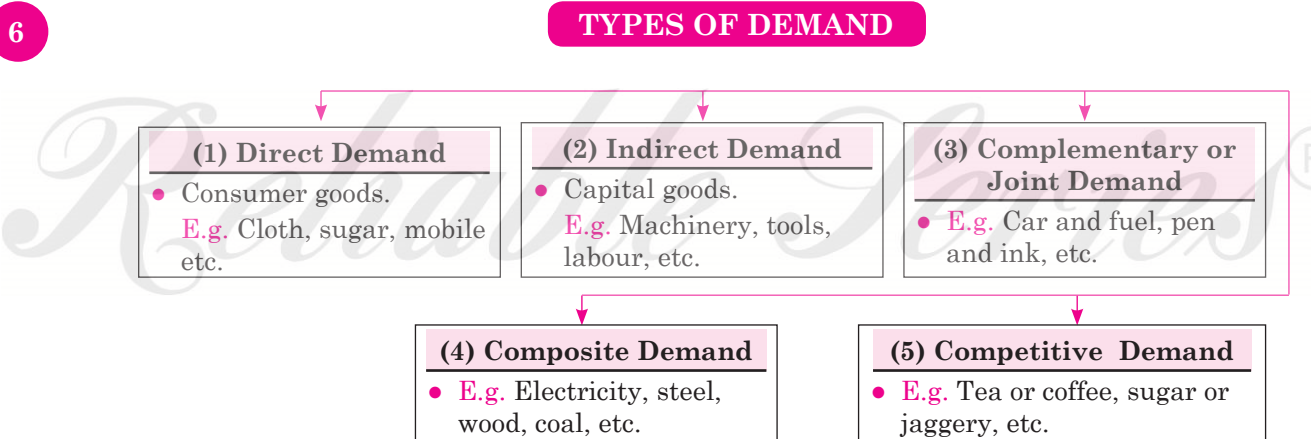 6
TYPES OF DEMAND
(1) Direct Demand
● Consumer goods.
E.g. Cloth, sugar, mobile
etc.
(2) Indirect Demand
● Capital goods.
E.g. Machinery, tools,
labour, etc.
(3) Complementary or
Joint Demand
● E.g. Car and fuel, pen
and ink, etc.
(4) Composite Demand
● E.g. Electricity, steel,
wood, coal, etc.
(5) Competitive Demand
● E.g. Tea or coffee, sugar or
jaggery, etc.
Reliable Series